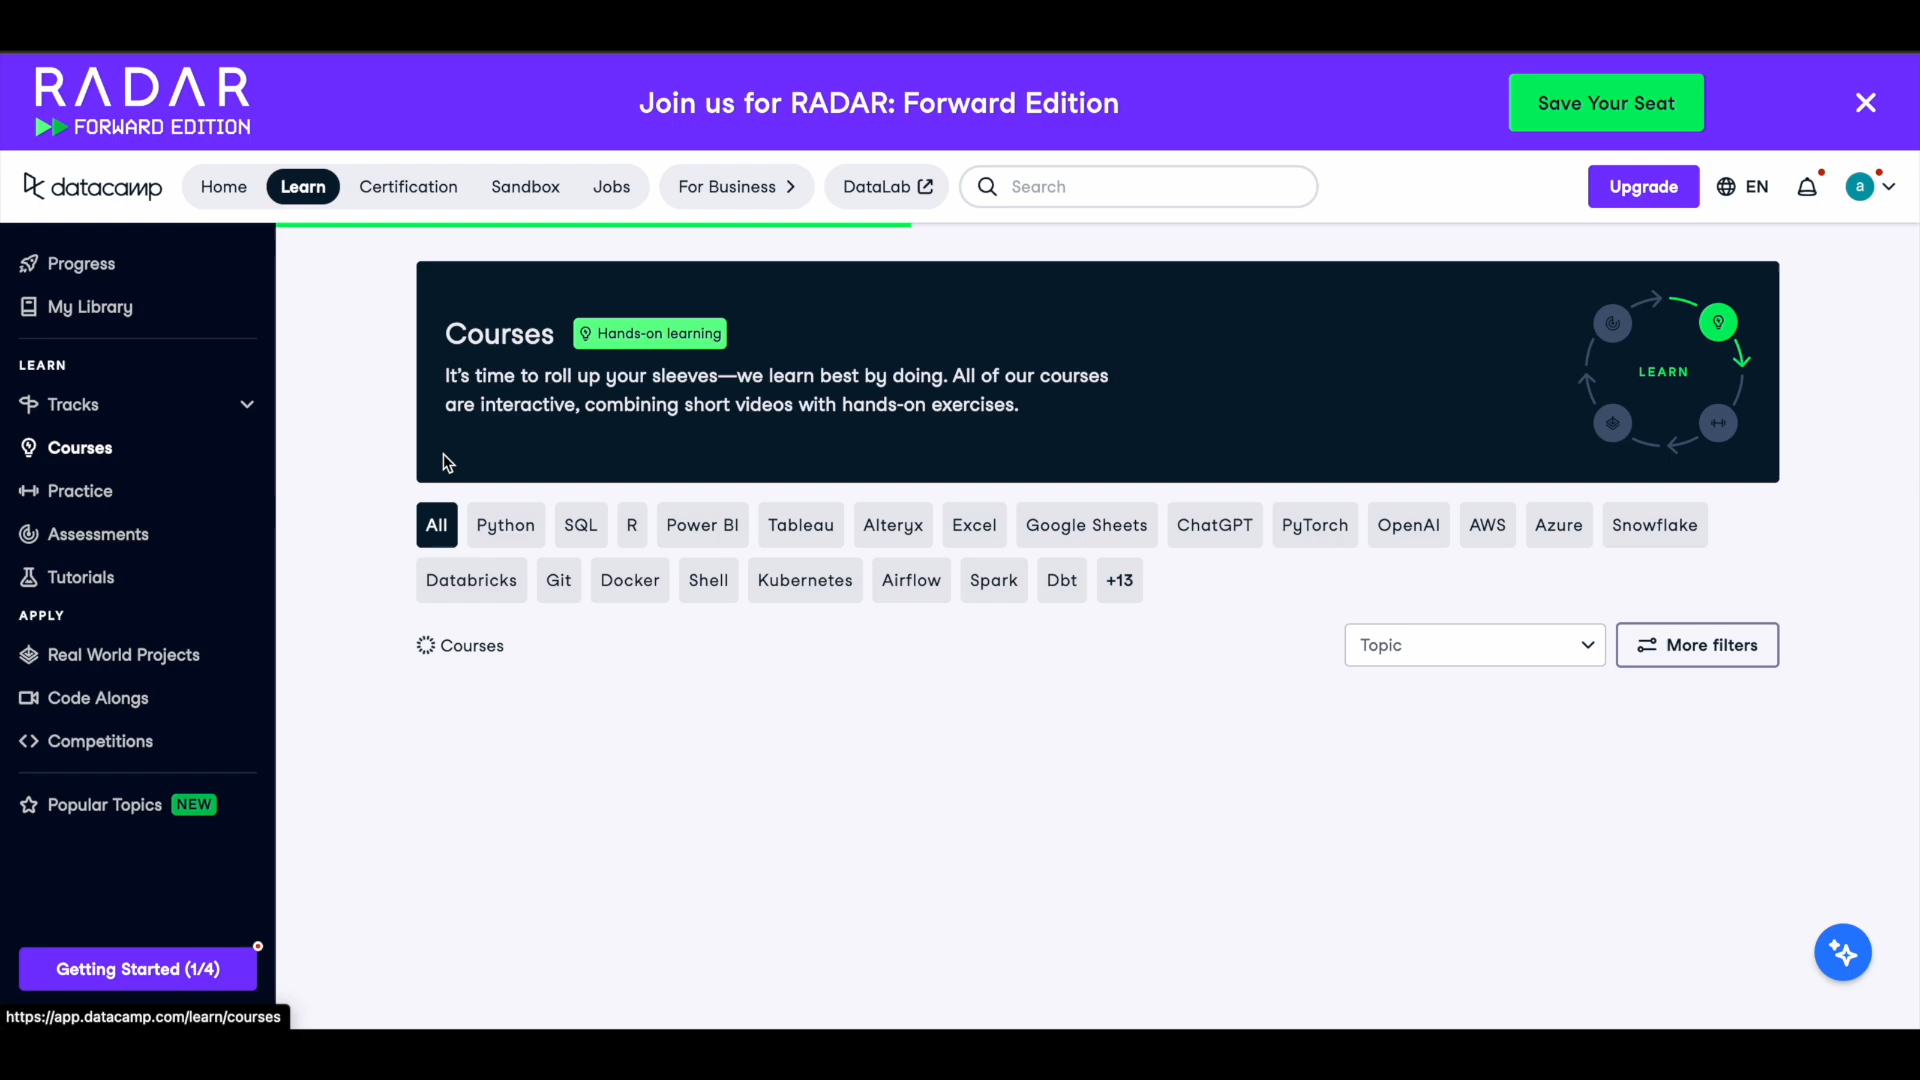 RADAR
FORWARD EDITION
Join us for RADAR: Forward Edition
Save Your Seat
datacamp
Home
Learn
Certification
Sandbox
Jobs
For Business
DataLab
Search
Upgrade
EN
a
Progress
My Library
LEARN
Tracks
Courses
Practice
Assessments
Tutorials
APPLY
Real World Projects
Code Alongs
Competitions
Popular Topics NEW
Getting Started (1/4)
https://app.datacamp.com/learn/courses
Courses
Hands-on learning
It's time to roll up your sleeves—we learn best by doing. All of our courses
are interactive, combining short videos with hands-on exercises.
LEARN
All
Python
SQL
R
Power BI
Tableau
Alteryx
Excel
Google Sheets
ChatGPT
PyTorch
OpenAI
AWS
Azure
Snowflake
Databricks
Git
Docker
Shell
Kubernetes
Airflow
Spark
Dbt
+13
Courses
Topic
More filters